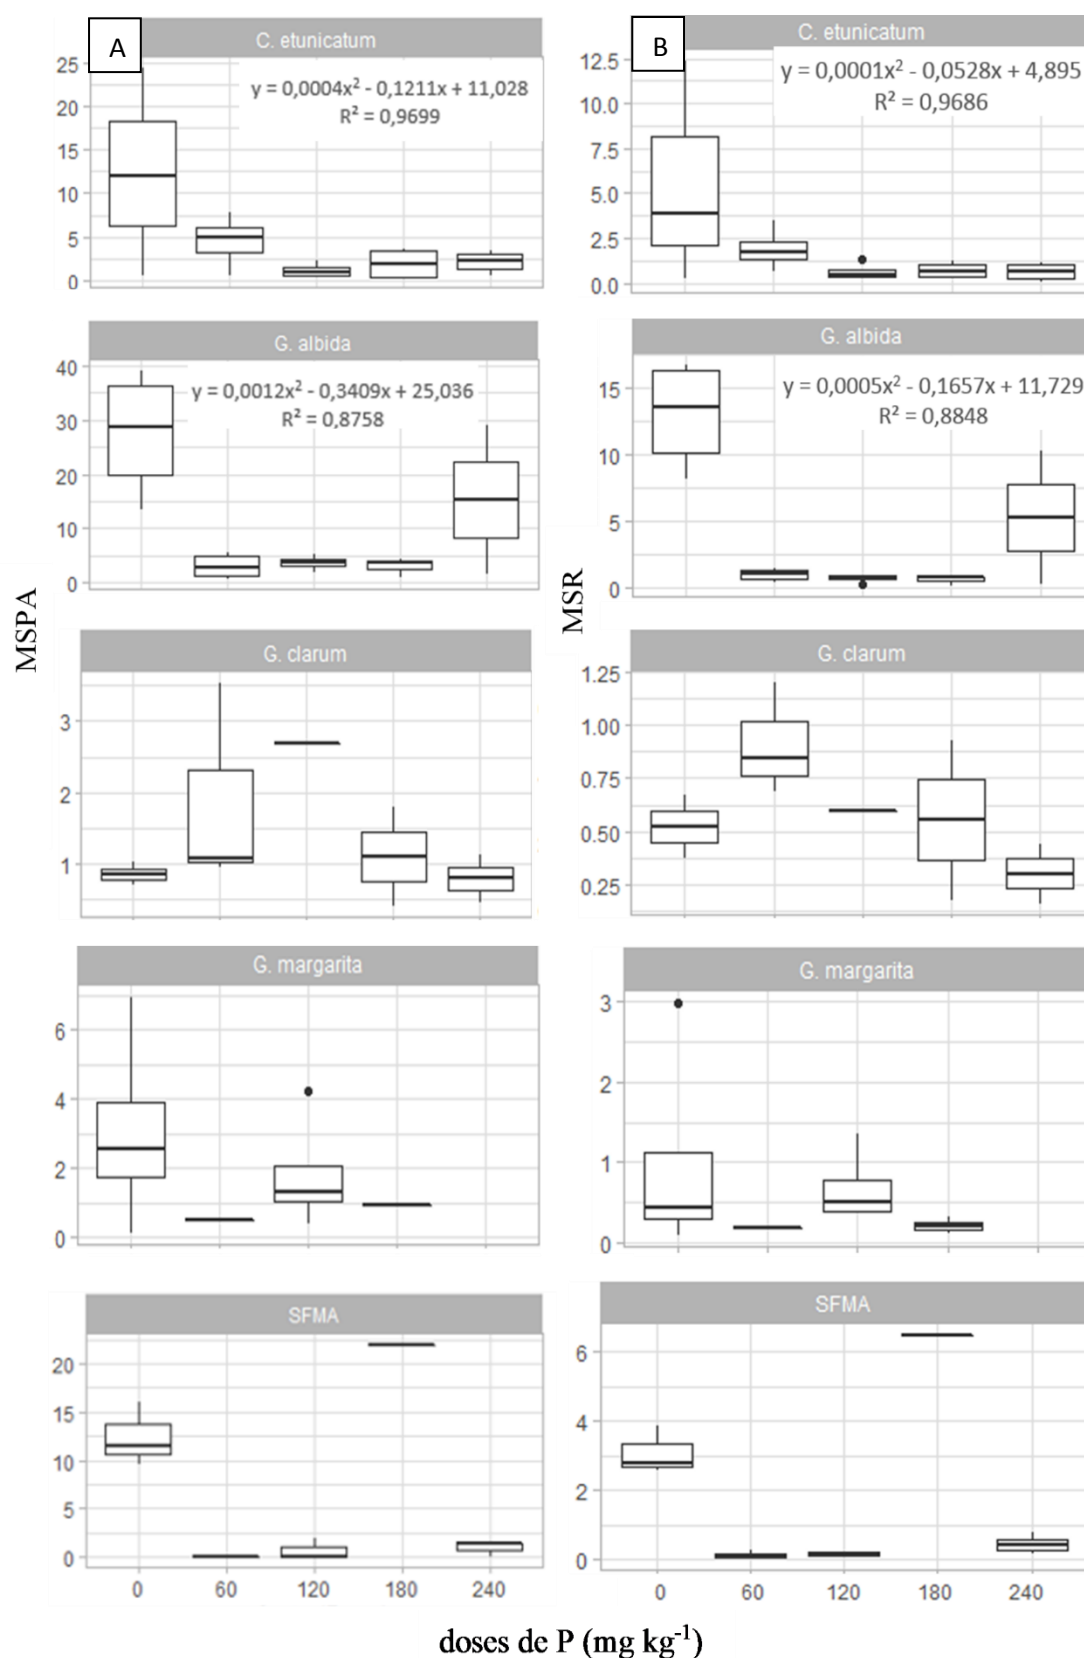 A
C. etunicatum
25
20
15
10
5
0
y = 0,0004x² - 0,1211x + 11,028
R² = 0,9699
B
C. etunicatum
12.5
10.0
7.5
5.0
2.5
0.0
y = 0,0001x² - 0,0528x + 4,895
R² = 0,9686
G. albida
40
30
20
10
0
y = 0,0012x² - 0,3409x + 25,036
R² = 0,8758
G. albida
15
10
5
0
y = 0,0005x² - 0,1657x + 11,729
R² = 0,8848
MSPA
MSR
G. clarum
3
2
1
G. clarum
1.25
1.00
0.75
0.50
0.25
G. margarita
6
4
2
0
G. margarita
3
2
1
0
SFMA
20
15
10
5
0
0 60 120 180 240
SFMA
6
4
2
0
0 60 120 180 240
doses de P (mg kg⁻¹)